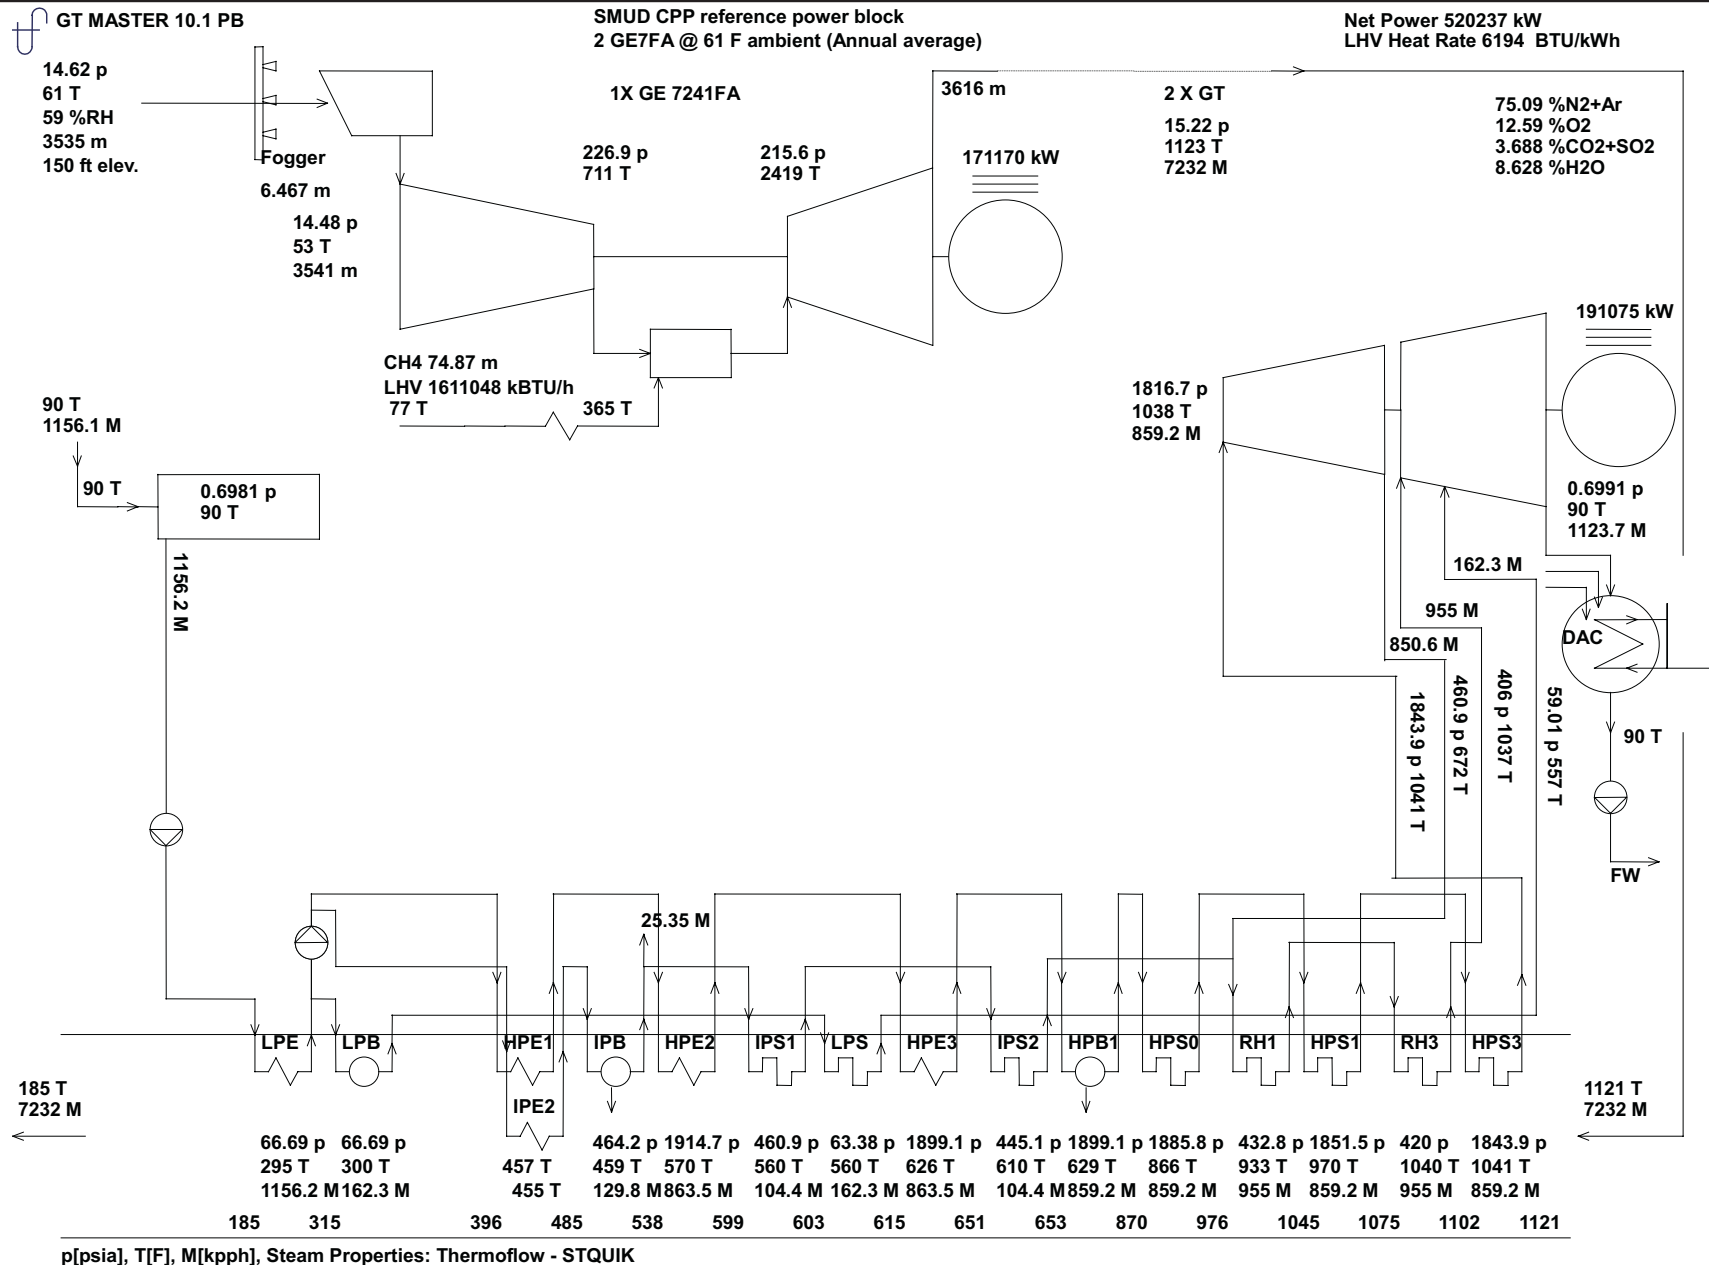 GT MASTER 10.1 PB
SMUD CPP reference power block
2 GE7FA @ 61 F ambient (Annual average)
Net Power 520237 kW
LHV Heat Rate 6194 BTU/kWh
14.62 p
61 T
59 %RH
3535 m
150 ft elev.
Fogger
6.467 m
14.48 p
53 T
3541 m
1X GE 7241FA
226.9 p
711 T
215.6 p
2419 T
3616 m
171170 kW
2 X GT
15.22 p
1123 T
7232 M
75.09 %N2+Ar
12.59 %O2
3.688 %CO2+SO2
8.628 %H2O
CH4 74.87 m
LHV 1611048 kBTU/h
77 T
365 T
191075 kW
1816.7 p
1038 T
859.2 M
90 T
1156.1 M
90 T
0.6981 p
90 T
1156.2 M
0.6991 p
90 T
1123.7 M
162.3 M
955 M
850.6 M
DAC
1843.9 p 1041 T
460.9 p 672 T
406 p 1037 T
59.01 p 557 T
90 T
FW
25.35 M
LPE
LPB
HPE1
IPB
HPE2
IPS1
LPS
HPE3
IPS2
HPB1
HPS0
RH1
HPS1
RH3
HPS3
IPE2
185 T
7232 M
1121 T
7232 M
66.69 p 66.69 p 464.2 p 1914.7 p 460.9 p 63.38 p 1899.1 p 445.1 p 1899.1 p 1885.8 p 432.8 p 1851.5 p 420 p 1843.9 p
295 T 300 T 457 T 459 T 570 T 560 T 560 T 626 T 610 T 629 T 866 T 933 T 970 T 1040 T 1041 T
1156.2 M 162.3 M 455 T 129.8 M 863.5 M 104.4 M 162.3 M 863.5 M 104.4 M 859.2 M 859.2 M 955 M 859.2 M 955 M 859.2 M
185 315 396 485 538 599 603 615 651 653 870 976 1045 1075 1102 1121
p[psia], T[F], M[kpph], Steam Properties: Thermoflow - STQUIK